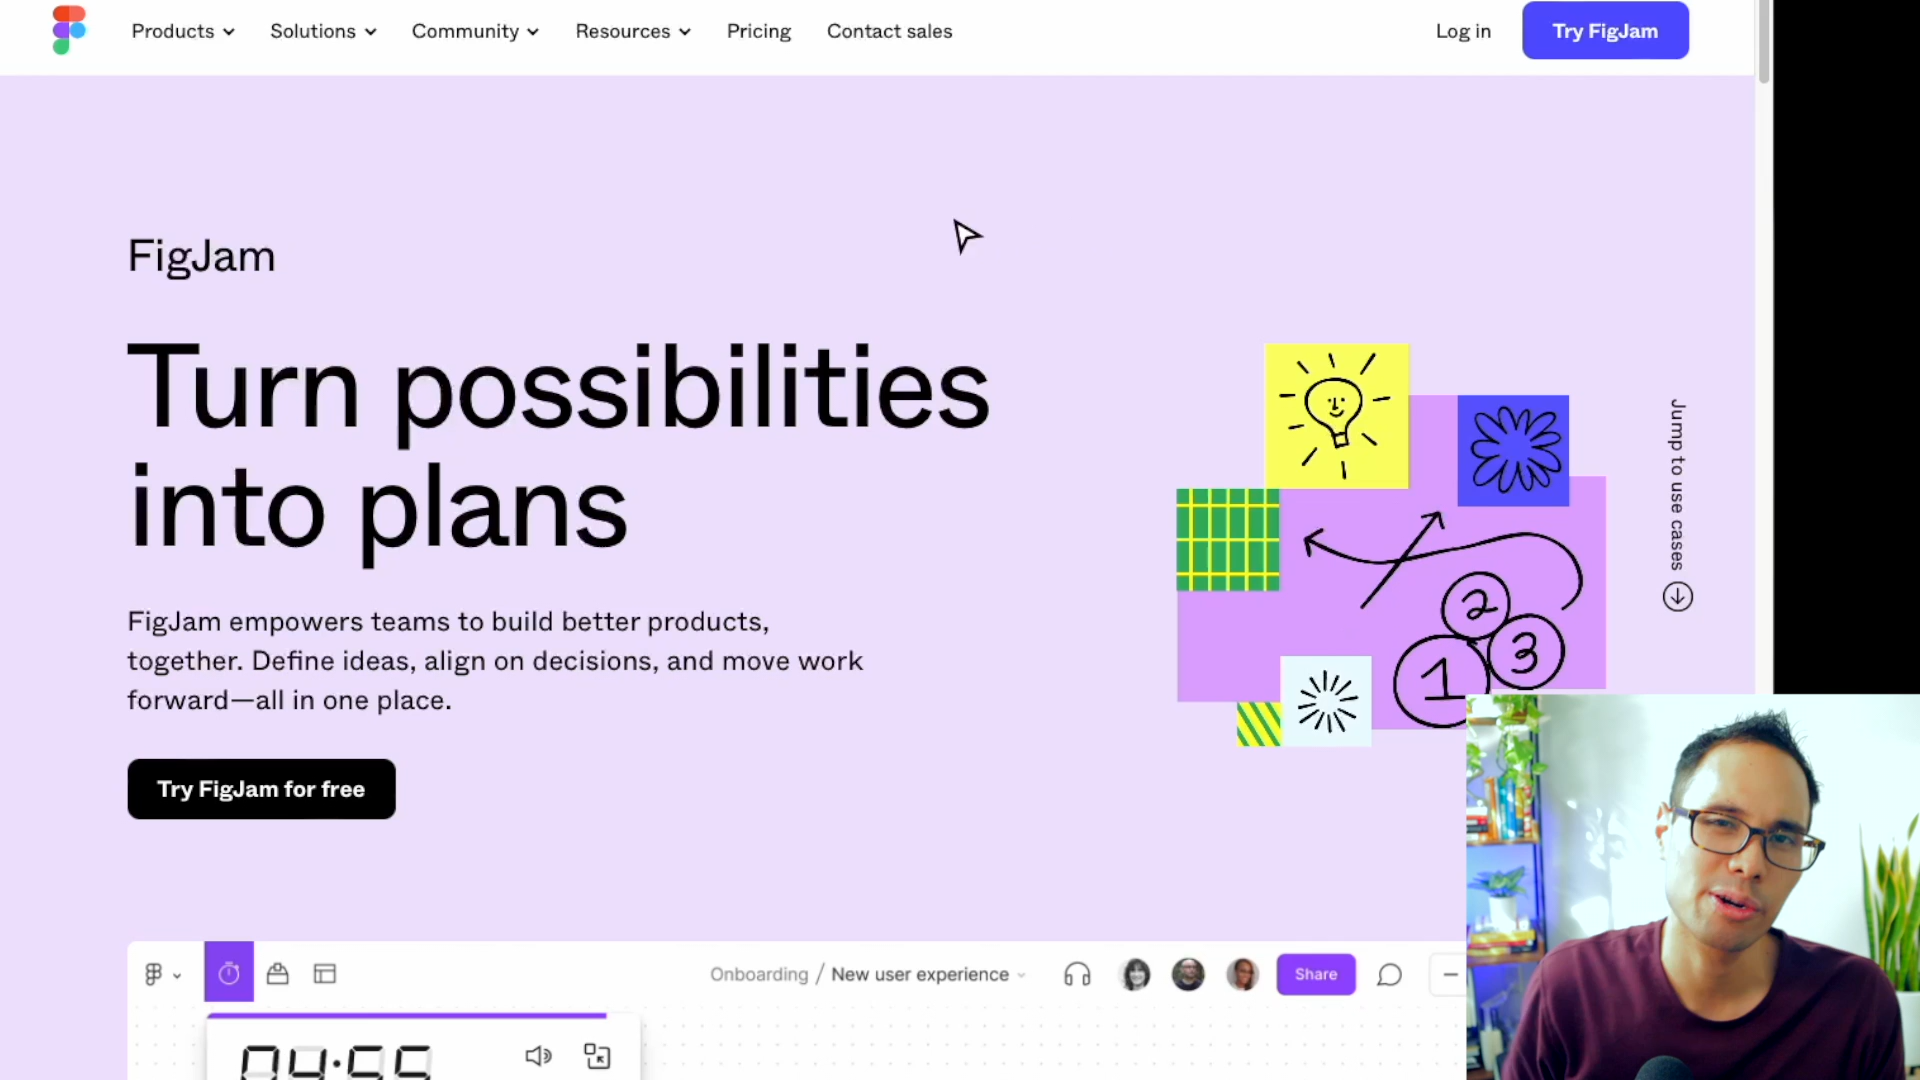 Products
Solutions
Community
Resources
Pricing
Contact sales
Log in
Try FigJam
FigJam
Turn possibilities
into plans
FigJam empowers teams to build better products,
together. Define ideas, align on decisions, and move work
forward—all in one place.
Try FigJam for free
Jump to use cases
2
1
3
Onboarding / New user experience
Share
04:55